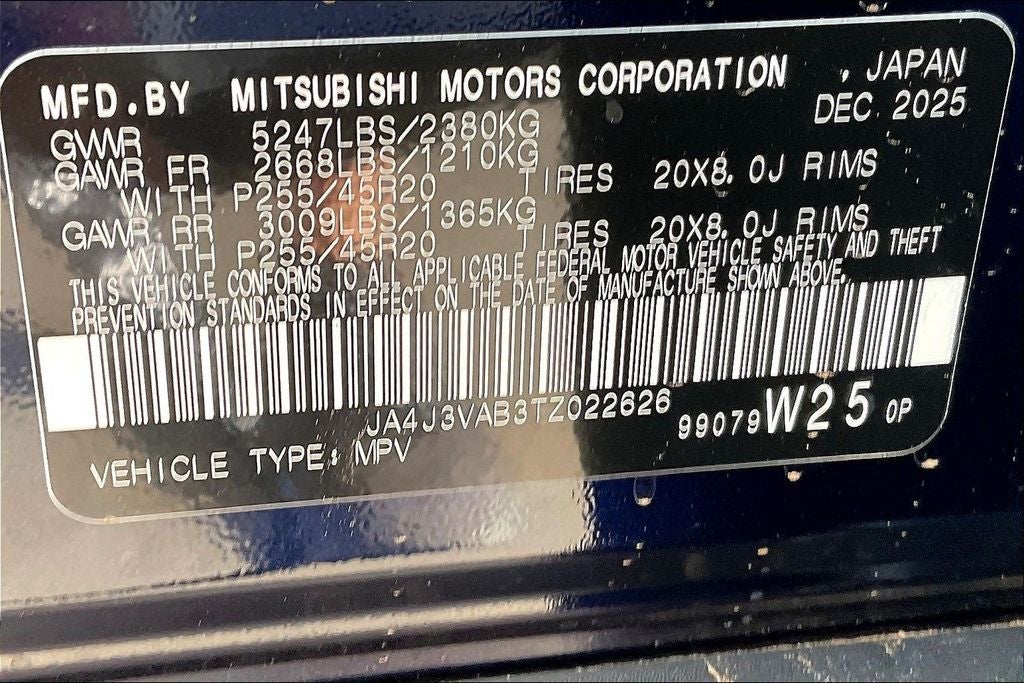 MFD.BY MITSUBISHI MOTORS CORPORATION , JAPAN
DEC 2025
GVWR 5247LBS/2380KG
GAWR FR 2668LBS/1210KG
WITH P255/45R20 TIRES 20X8.0J RIMS
GAWR RR 3009LBS/1365KG
WITH P255/45R20 TIRES 20X8.0J RIMS
THIS VEHICLE CONFORMS TO ALL APPLICABLE FEDERAL MOTOR VEHICLE SAFETY AND THEFT
PREVENTION STANDARDS IN EFFECT ON THE DATE OF MANUFACTURE SHOWN ABOVE.
JA4J3VAB3TZ022626
99079 W25 0P
VEHICLE TYPE: MPV